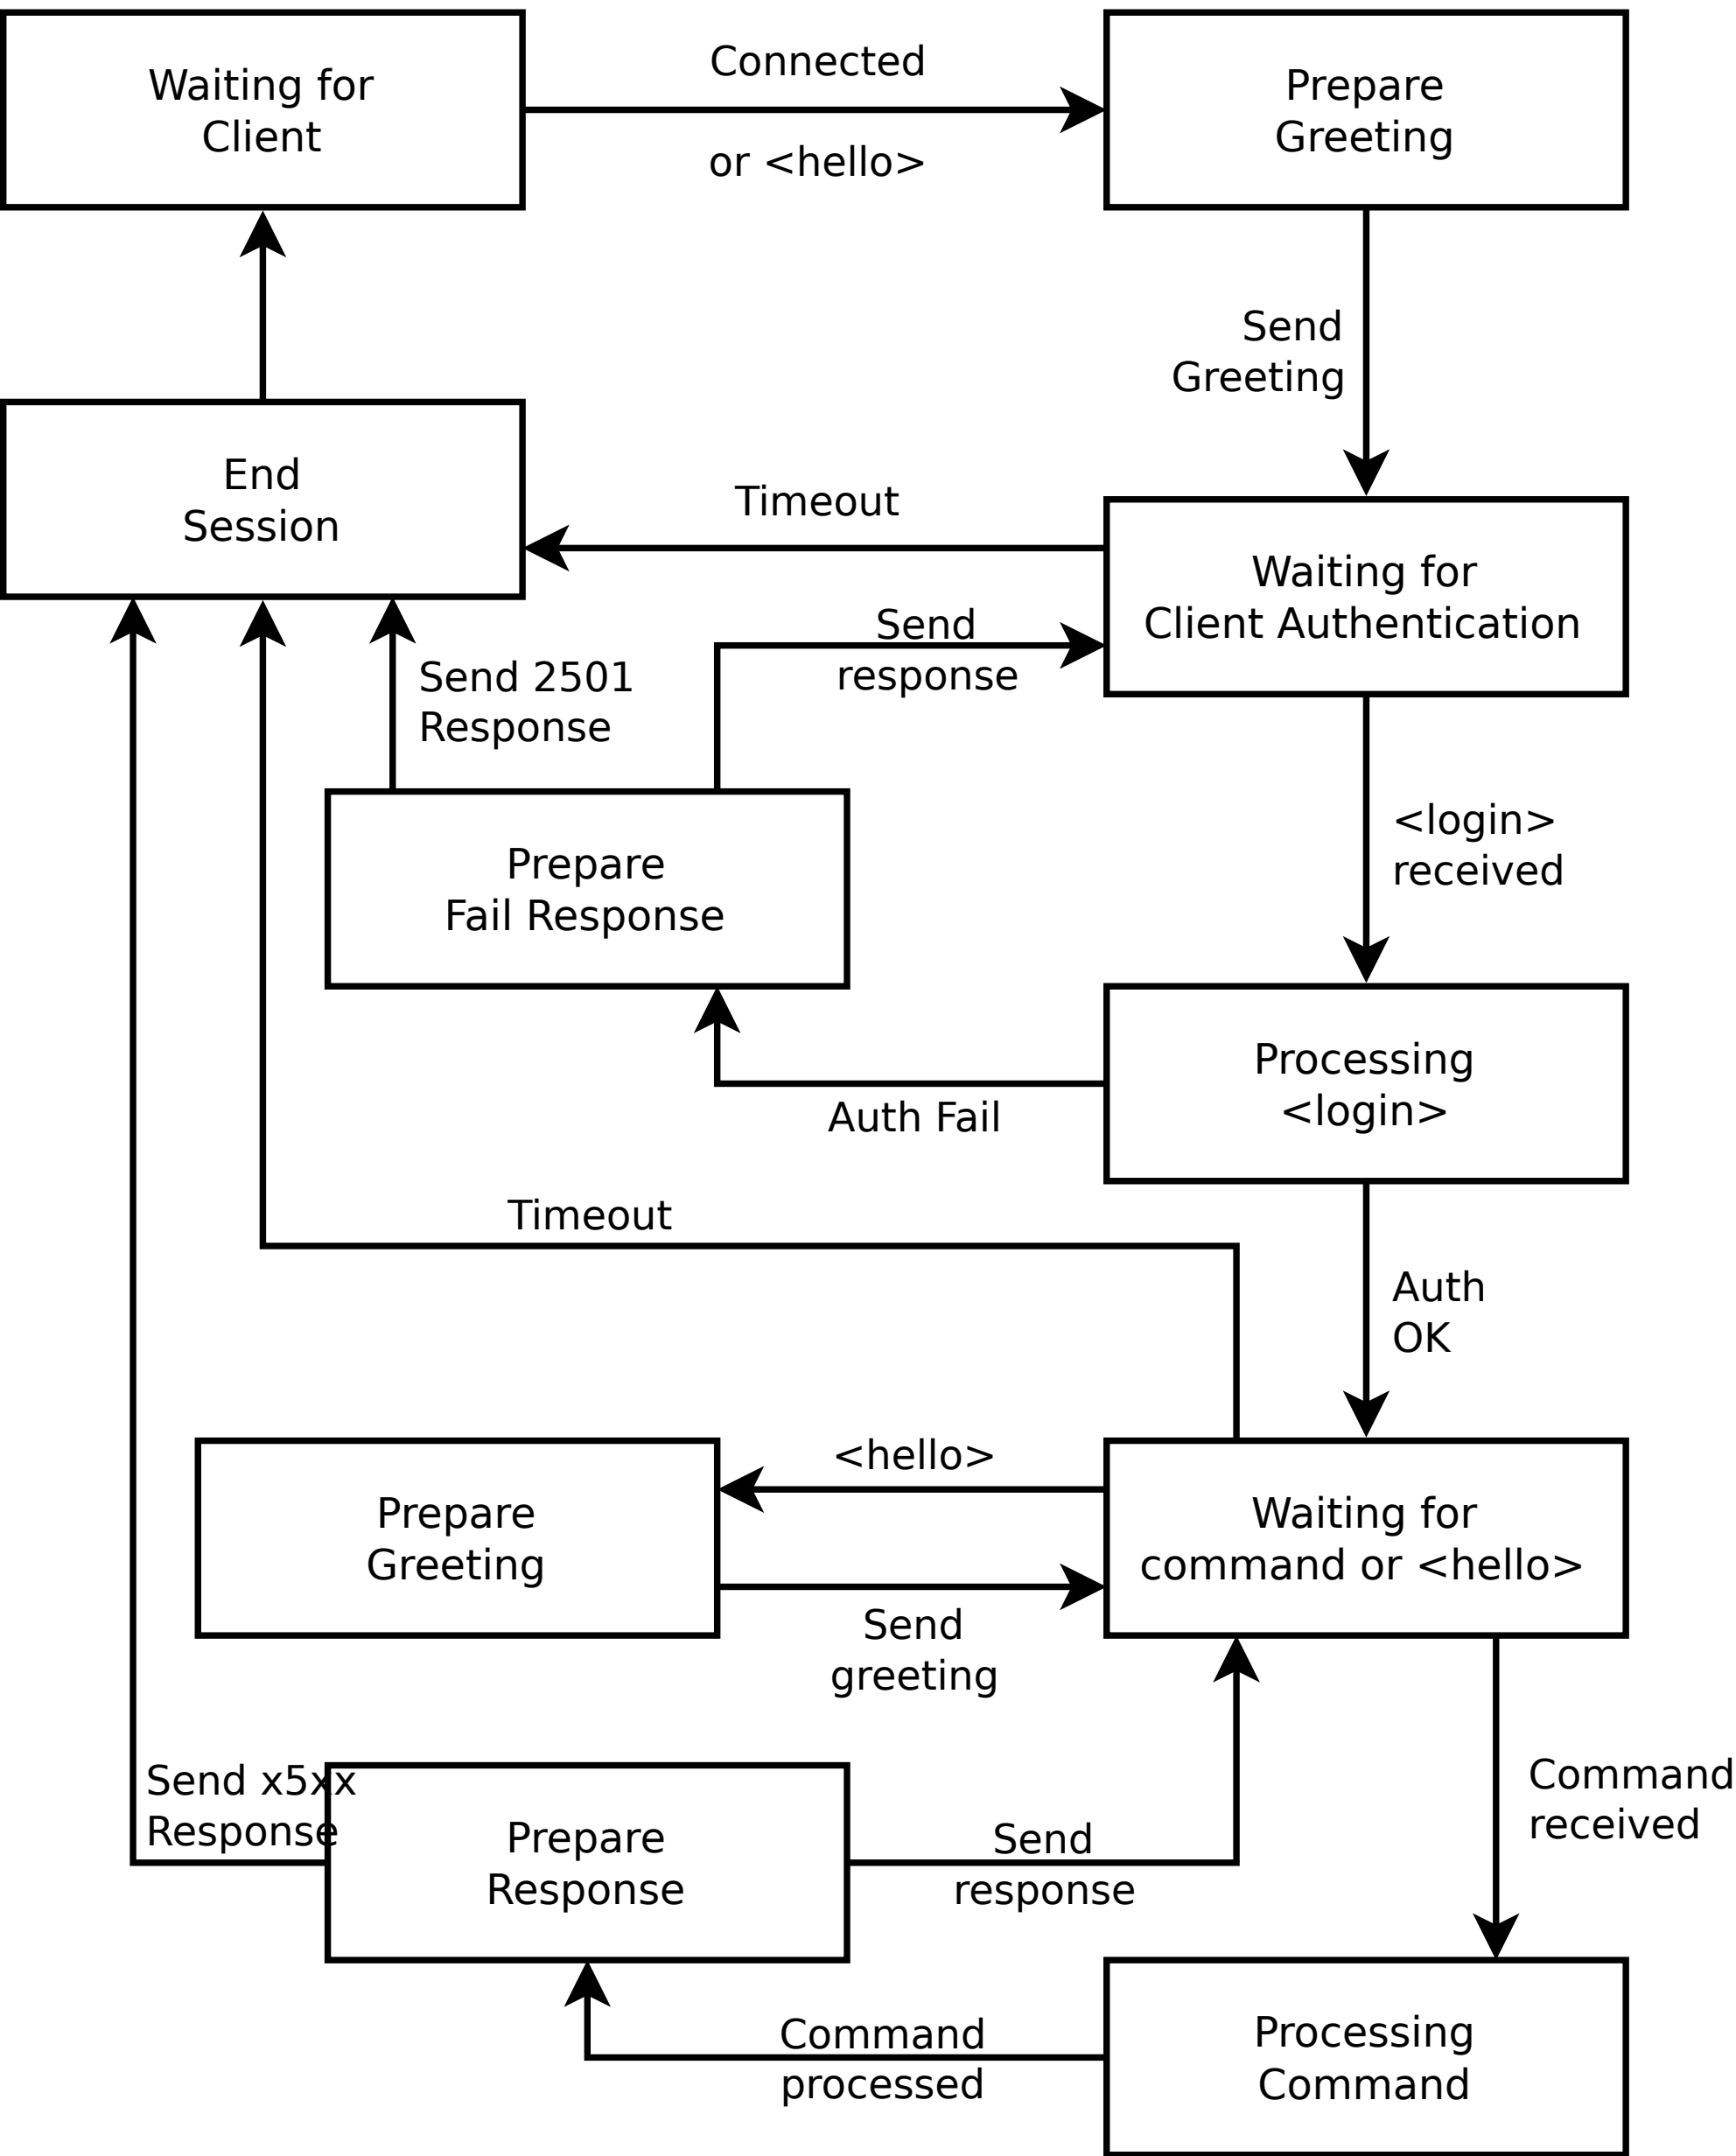 Waiting for
Client
Connected
or <hello>
Prepare
Greeting
Send
Greeting
End
Session
Timeout
Waiting for
Client Authentication
Send
response
Send 2501
Response
<login>
received
Prepare
Fail Response
Processing
<login>
Auth Fail
Timeout
Auth
OK
<hello>
Prepare
Greeting
Waiting for
command or <hello>
Send
greeting
Send x5xx
Response
Prepare
Response
Send
response
Command
received
Command
processed
Processing
Command